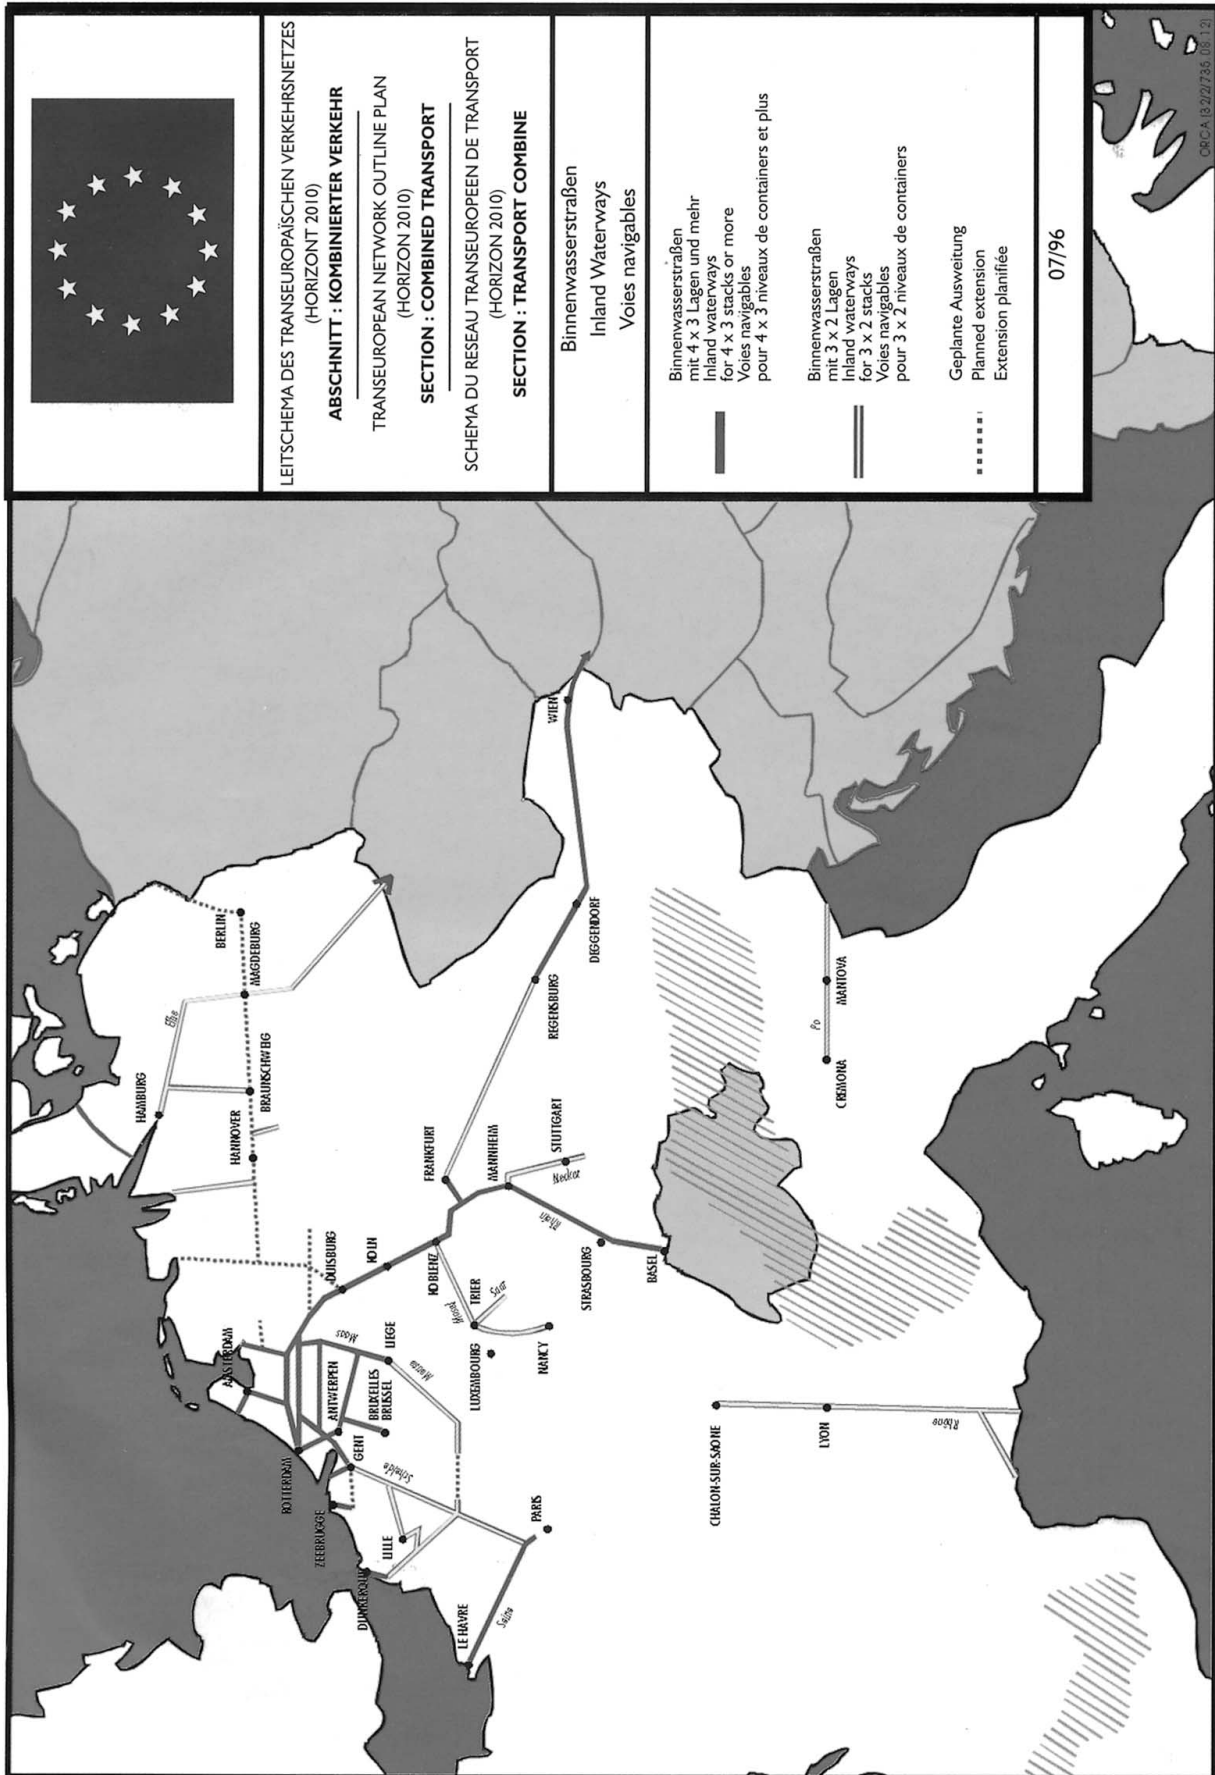 LEITSCHEMA DES TRANSEUROPAÏSCHEN VERKEHRSNETZES
(HORIZONT 2010)
ABSCHNITT : KOMBINIERTER VERKEHR
TRANSEUROPEAN NETWORK OUTLINE PLAN
(HORIZON 2010)
SECTION : COMBINED TRANSPORT
SCHEMA DU RESEAU TRANSEUROPEEN DE TRANSPORT
(HORIZON 2010)
SECTION : TRANSPORT COMBINE
Binnenwasserstraßen
Inland Waterways
Voies navigables
Binnenwasserstraßen
mit 4 x 3 Lagen und mehr
Inland waterways
for 4 x 3 stacks or more
Voies navigables
pour 4 x 3 niveaux de containers et plus
Binnenwasserstraßen
mit 3 x 2 Lagen
Inland waterways
for 3 x 2 stacks
Voies navigables
pour 3 x 2 niveaux de containers
Geplante Ausweitung
Planned extension
Extension planifiée
07/96
HAMBURG
Elbe
BERLIN
MAGDEBURG
BRAUNSCHWEIG
HANNOVER
AMSTERDAM
DUISBURG
KOLN
ROTTERDAM
ANTWERPEN
Maas
LIEGE
BRUXELLES
BRUSSEL
Meuse
GENT
Schelde
ZEEBRUGGE
DUNKERQUE
LILLE
LE HAVRE
Seine
PARIS
KOBLENZ
Mosel
TRIER
Saar
LUXEMBOURG
NANCY
FRANKFURT
MANNHEIM
STUTTGART
Neckar
Rhein
STRASBOURG
BASEL
REGENSBURG
DEGGENDORF
WIEN
CHALON-SUR-SAONE
LYON
Rhône
CREMONA
Po
MANTOVA